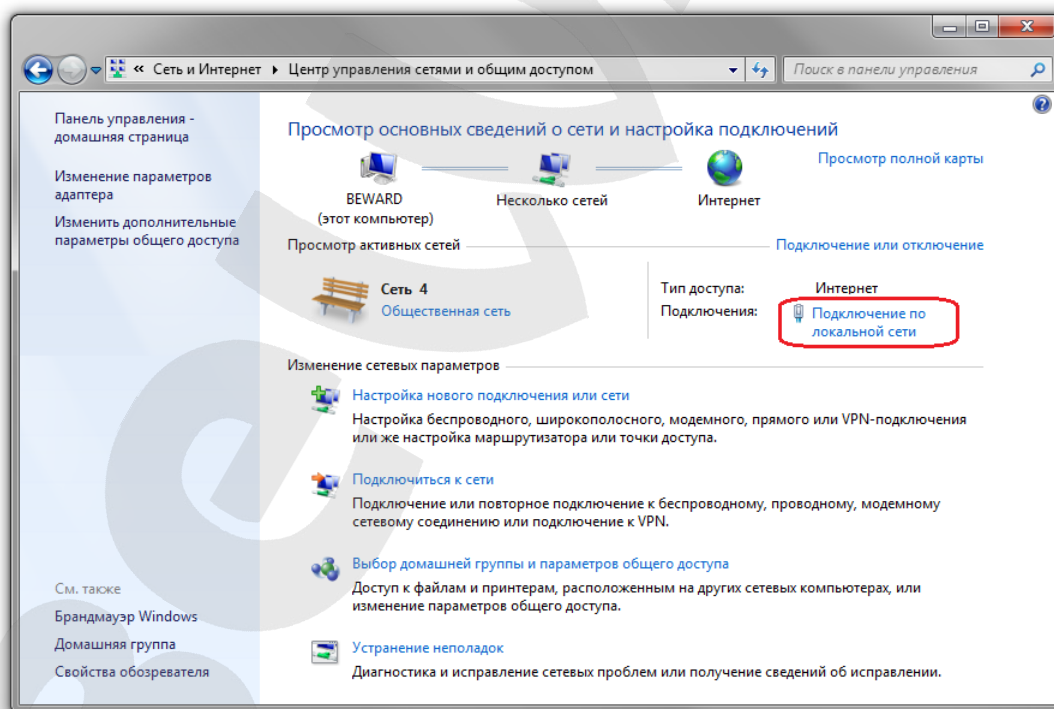 « Сеть и Интернет ▸ Центр управления сетями и общим доступом
Поиск в панели управления
Панель управления -
домашняя страница
Изменение параметров
адаптера
Изменить дополнительные
параметры общего доступа
Просмотр основных сведений о сети и настройка подключений
Просмотр полной карты
BEWARD
(этот компьютер)
Несколько сетей
Интернет
Просмотр активных сетей
Подключение или отключение
Сеть 4
Общественная сеть
Тип доступа: Интернет
Подключения: Подключение по
локальной сети
Изменение сетевых параметров
Настройка нового подключения или сети
Настройка беспроводного, широкополосного, модемного, прямого или VPN-подключения
или же настройка маршрутизатора или точки доступа.
Подключиться к сети
Подключение или повторное подключение к беспроводному, проводному, модемному
сетевому соединению или подключение к VPN.
Выбор домашней группы и параметров общего доступа
Доступ к файлам и принтерам, расположенным на других сетевых компьютерах, или
изменение параметров общего доступа.
Устранение неполадок
Диагностика и исправление сетевых проблем или получение сведений об исправлении.
См. также
Брандмауэр Windows
Домашняя группа
Свойства обозревателя